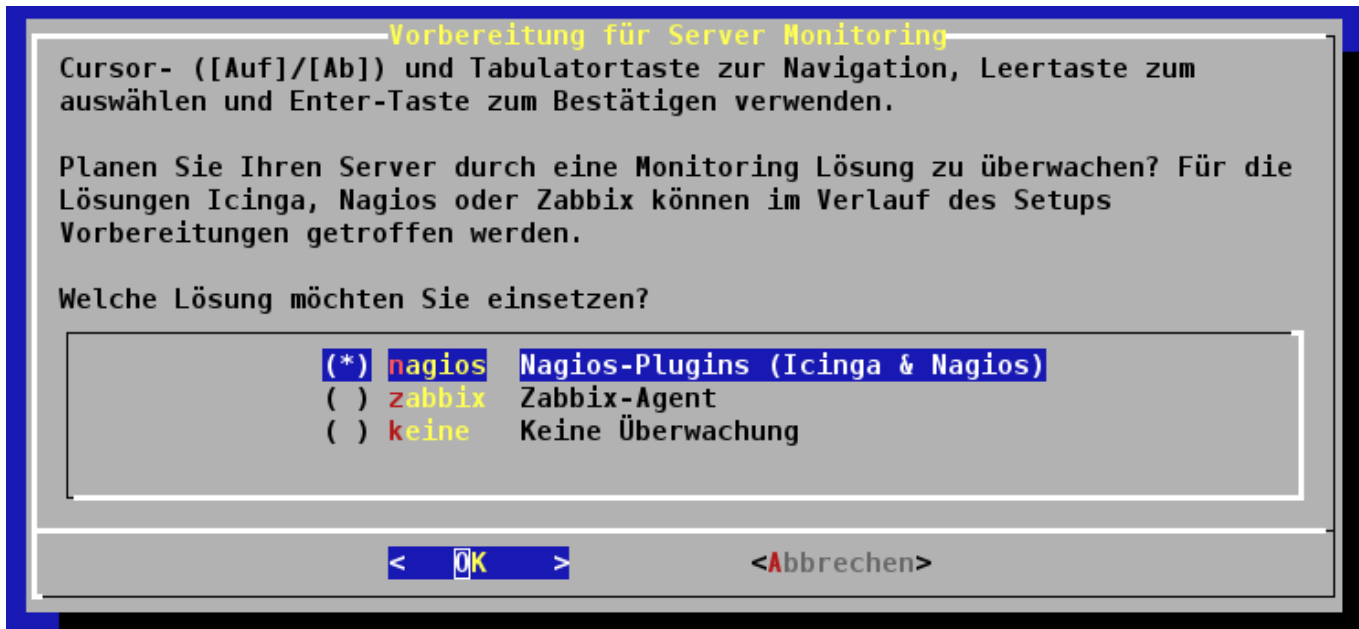 Vorbereitung für Server Monitoring
Cursor- ([Auf]/[Ab]) und Tabulatortaste zur Navigation, Leertaste zum
auswählen und Enter-Taste zum Bestätigen verwenden.
Planen Sie Ihren Server durch eine Monitoring Lösung zu überwachen? Für die
Lösungen Icinga, Nagios oder Zabbix können im Verlauf des Setups
Vorbereitungen getroffen werden.
Welche Lösung möchten Sie einsetzen?
(*) nagios Nagios-Plugins (Icinga & Nagios)
( ) zabbix Zabbix-Agent
( ) keine Keine Überwachung
< OK > <Abbrechen>